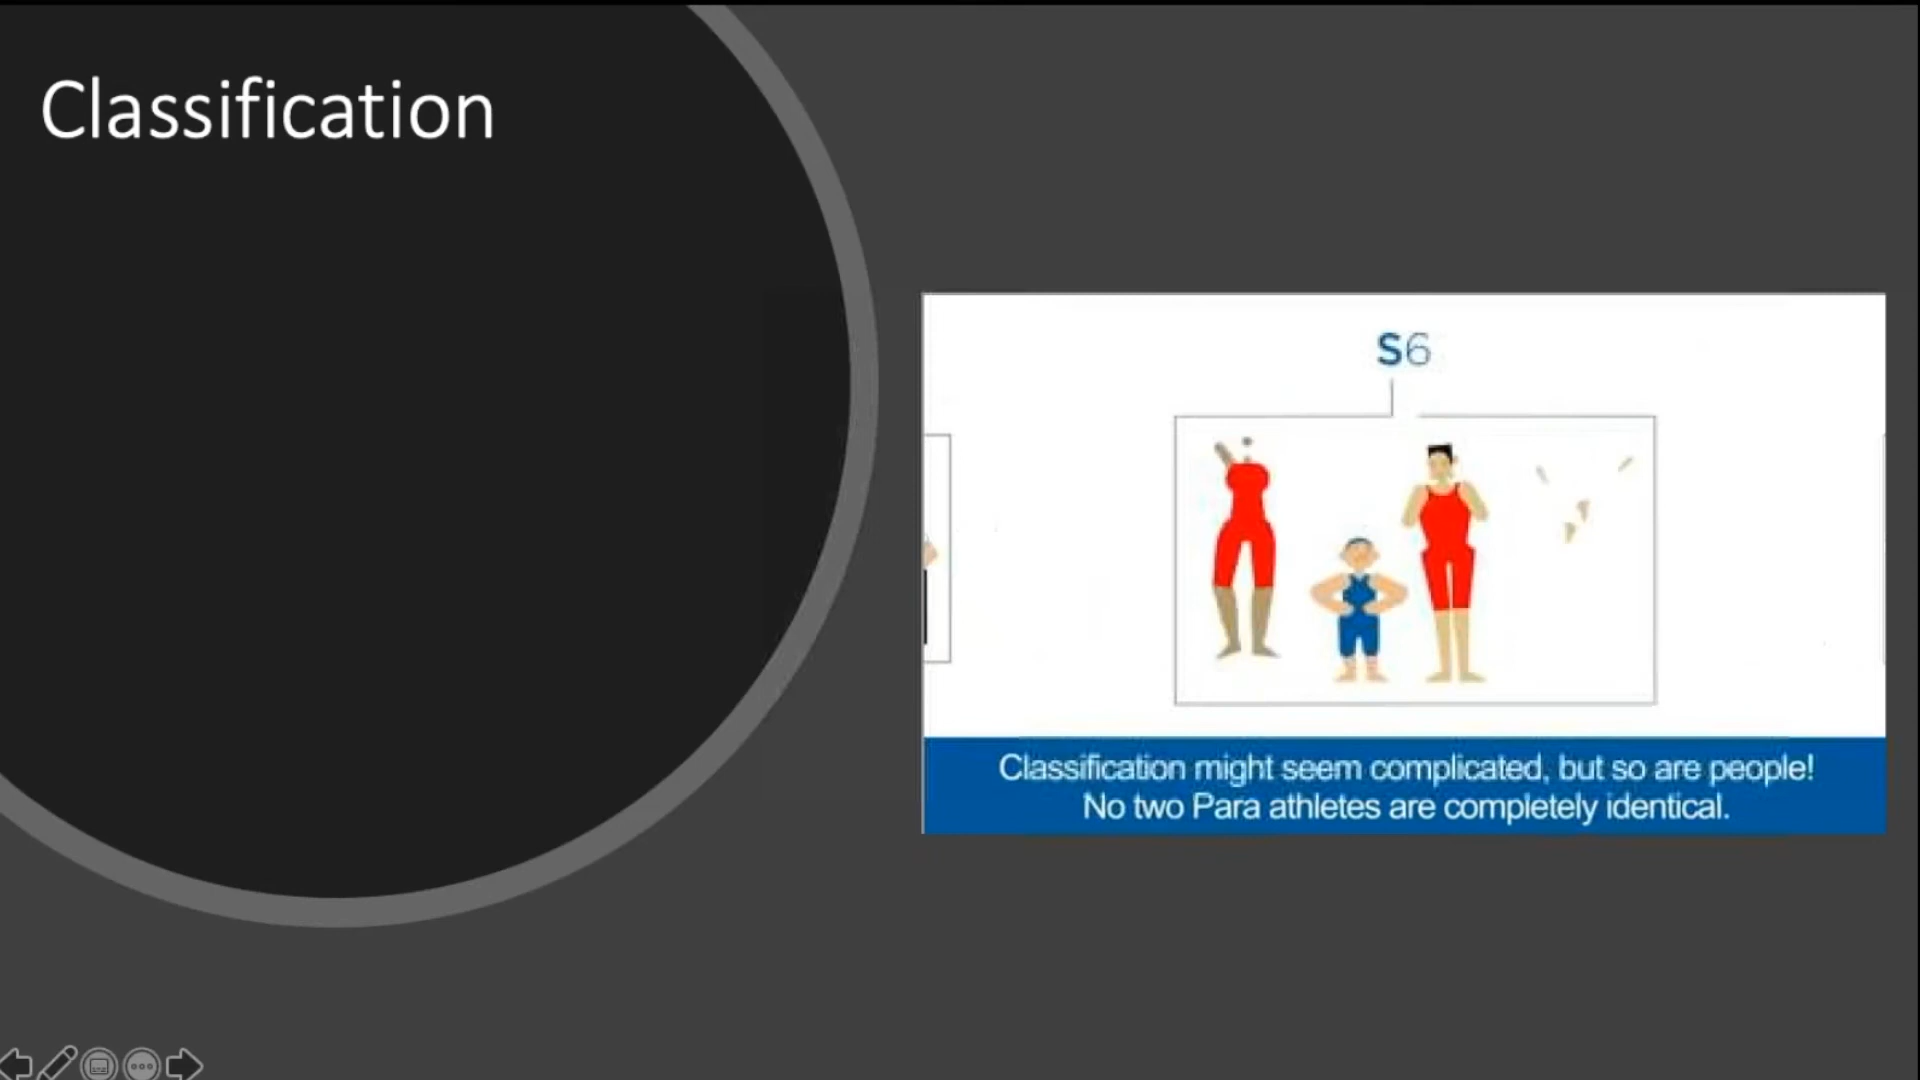 Classification
S6
Classification might seem complicated, but so are people!
No two Para athletes are completely identical.